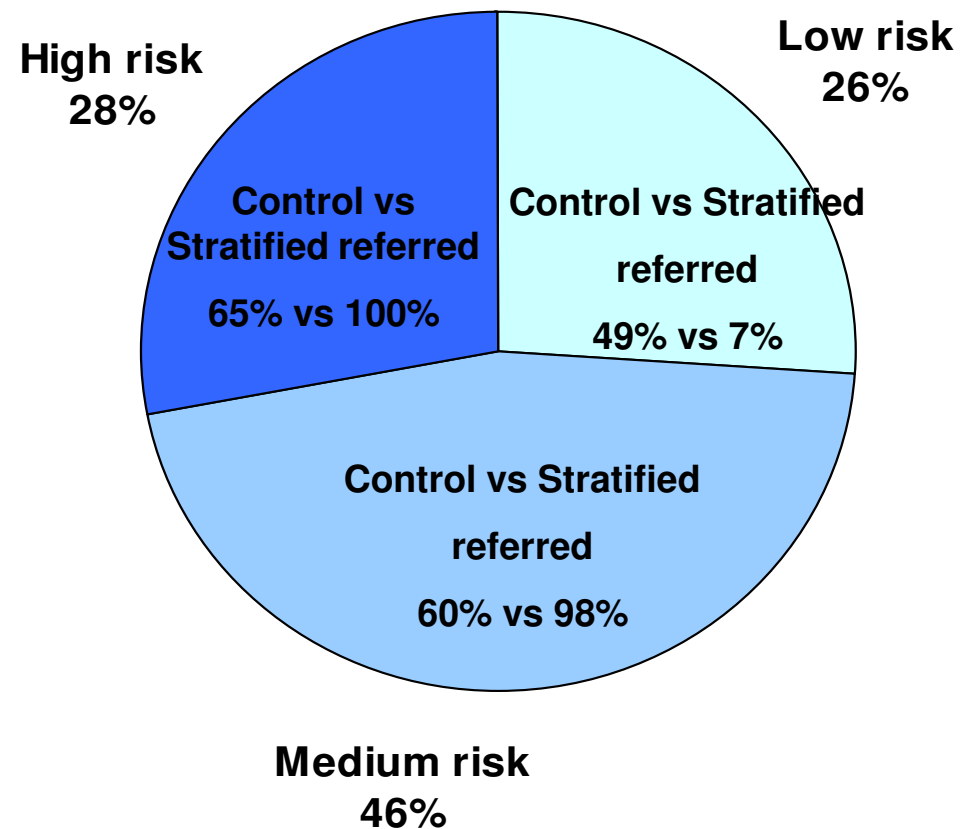 High risk
28%
Low risk
26%
Control vs
Stratified referred
65% vs 100%
Control vs Stratified
referred
49% vs 7%
Control vs Stratified
referred
60% vs 98%
Medium risk
46%